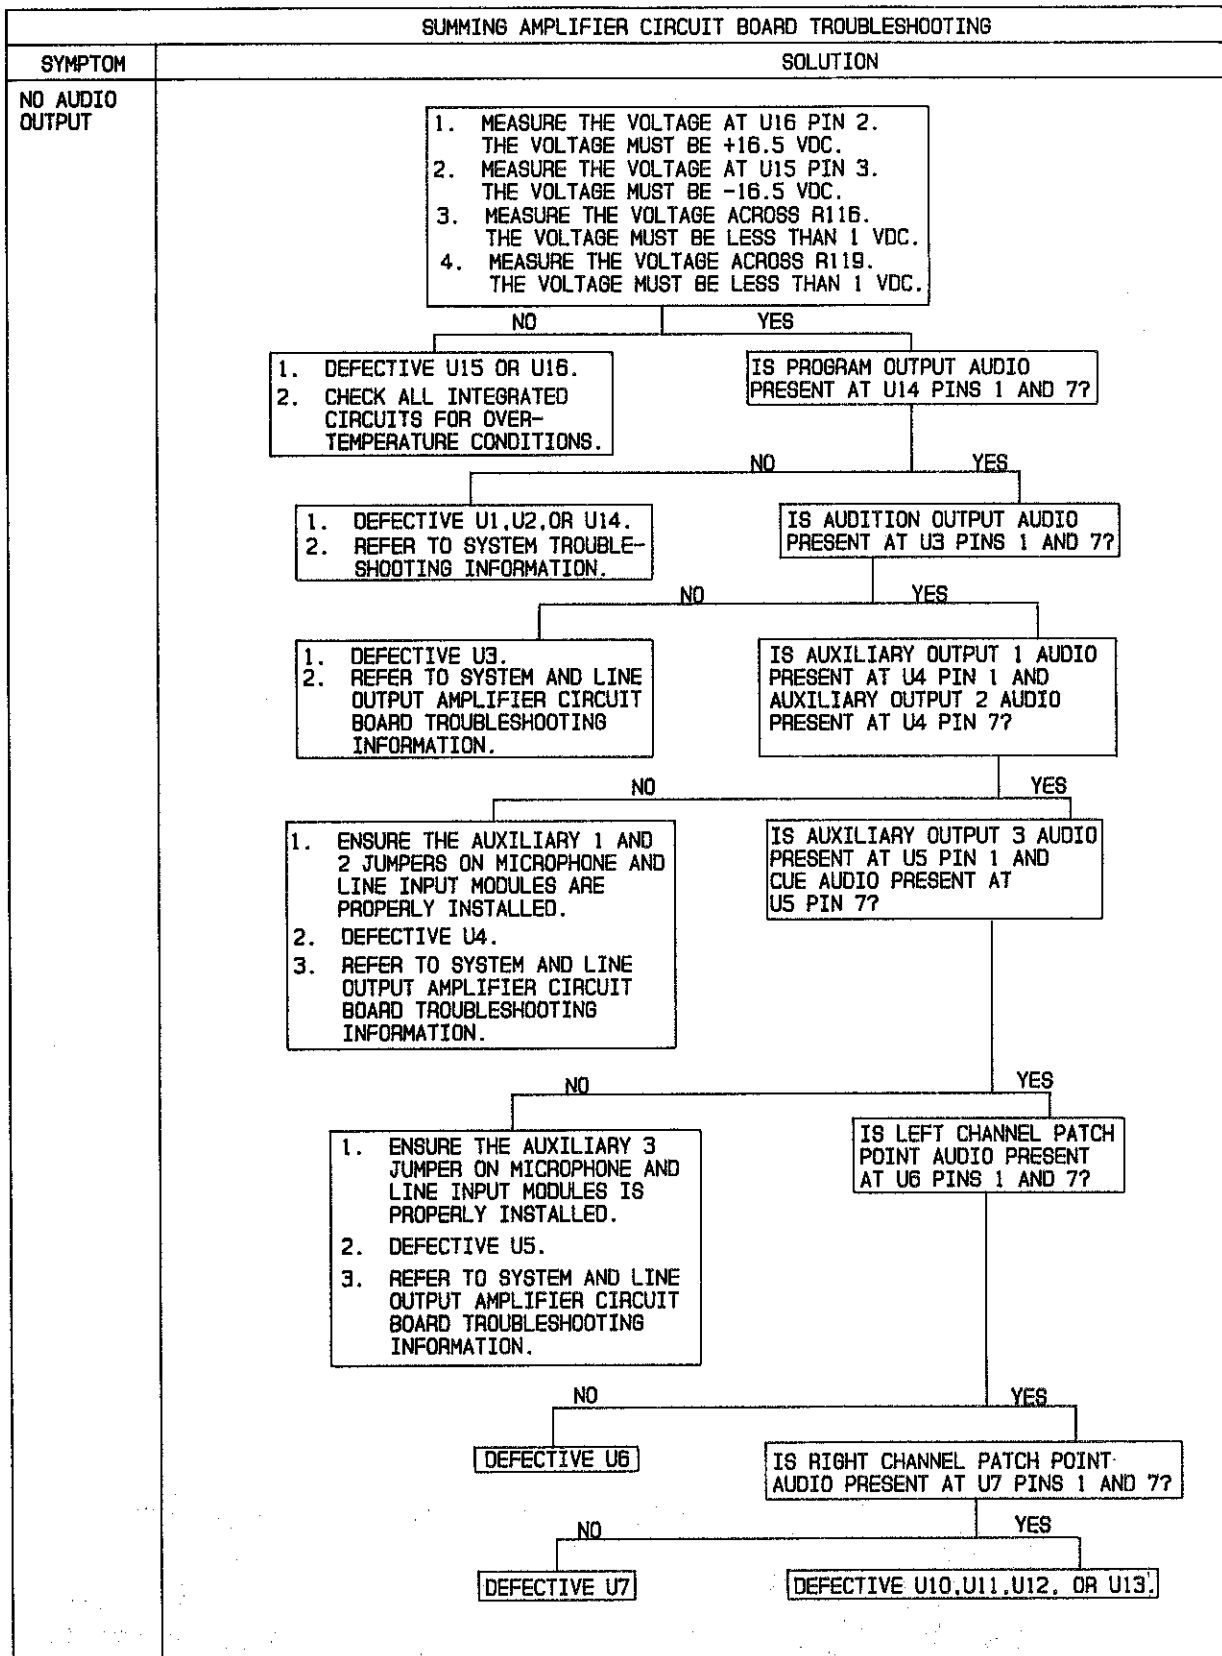 SUMMING AMPLIFIER CIRCUIT BOARD TROUBLESHOOTING
SYMPTOM
SOLUTION
NO AUDIO
OUTPUT
1. MEASURE THE VOLTAGE AT U16 PIN 2.
THE VOLTAGE MUST BE +16.5 VDC.
2. MEASURE THE VOLTAGE AT U15 PIN 3.
THE VOLTAGE MUST BE -16.5 VDC.
3. MEASURE THE VOLTAGE ACROSS R116.
THE VOLTAGE MUST BE LESS THAN 1 VDC.
4. MEASURE THE VOLTAGE ACROSS R119.
THE VOLTAGE MUST BE LESS THAN 1 VDC.
NO
YES
1. DEFECTIVE U15 OR U16.
2. CHECK ALL INTEGRATED
CIRCUITS FOR OVER-
TEMPERATURE CONDITIONS.
IS PROGRAM OUTPUT AUDIO
PRESENT AT U14 PINS 1 AND 7?
NO
YES
1. DEFECTIVE U1,U2,OR U14.
2. REFER TO SYSTEM TROUBLE-
SHOOTING INFORMATION.
IS AUDITION OUTPUT AUDIO
PRESENT AT U3 PINS 1 AND 7?
NO
YES
1. DEFECTIVE U3.
2. REFER TO SYSTEM AND LINE
OUTPUT AMPLIFIER CIRCUIT
BOARD TROUBLESHOOTING
INFORMATION.
IS AUXILIARY OUTPUT 1 AUDIO
PRESENT AT U4 PIN 1 AND
AUXILIARY OUTPUT 2 AUDIO
PRESENT AT U4 PIN 7?
NO
YES
1. ENSURE THE AUXILIARY 1 AND
2 JUMPERS ON MICROPHONE AND
LINE INPUT MODULES ARE
PROPERLY INSTALLED.
2. DEFECTIVE U4.
3. REFER TO SYSTEM AND LINE
OUTPUT AMPLIFIER CIRCUIT
BOARD TROUBLESHOOTING
INFORMATION.
IS AUXILIARY OUTPUT 3 AUDIO
PRESENT AT U5 PIN 1 AND
CUE AUDIO PRESENT AT
U5 PIN 7?
NO
YES
1. ENSURE THE AUXILIARY 3
JUMPER ON MICROPHONE AND
LINE INPUT MODULES IS
PROPERLY INSTALLED.
2. DEFECTIVE U5.
3. REFER TO SYSTEM AND LINE
OUTPUT AMPLIFIER CIRCUIT
BOARD TROUBLESHOOTING
INFORMATION.
IS LEFT CHANNEL PATCH
POINT AUDIO PRESENT
AT U6 PINS 1 AND 7?
NO
YES
DEFECTIVE U6
IS RIGHT CHANNEL PATCH POINT
AUDIO PRESENT AT U7 PINS 1 AND 7?
NO
YES
DEFECTIVE U7
DEFECTIVE U10,U11,U12, OR U13.